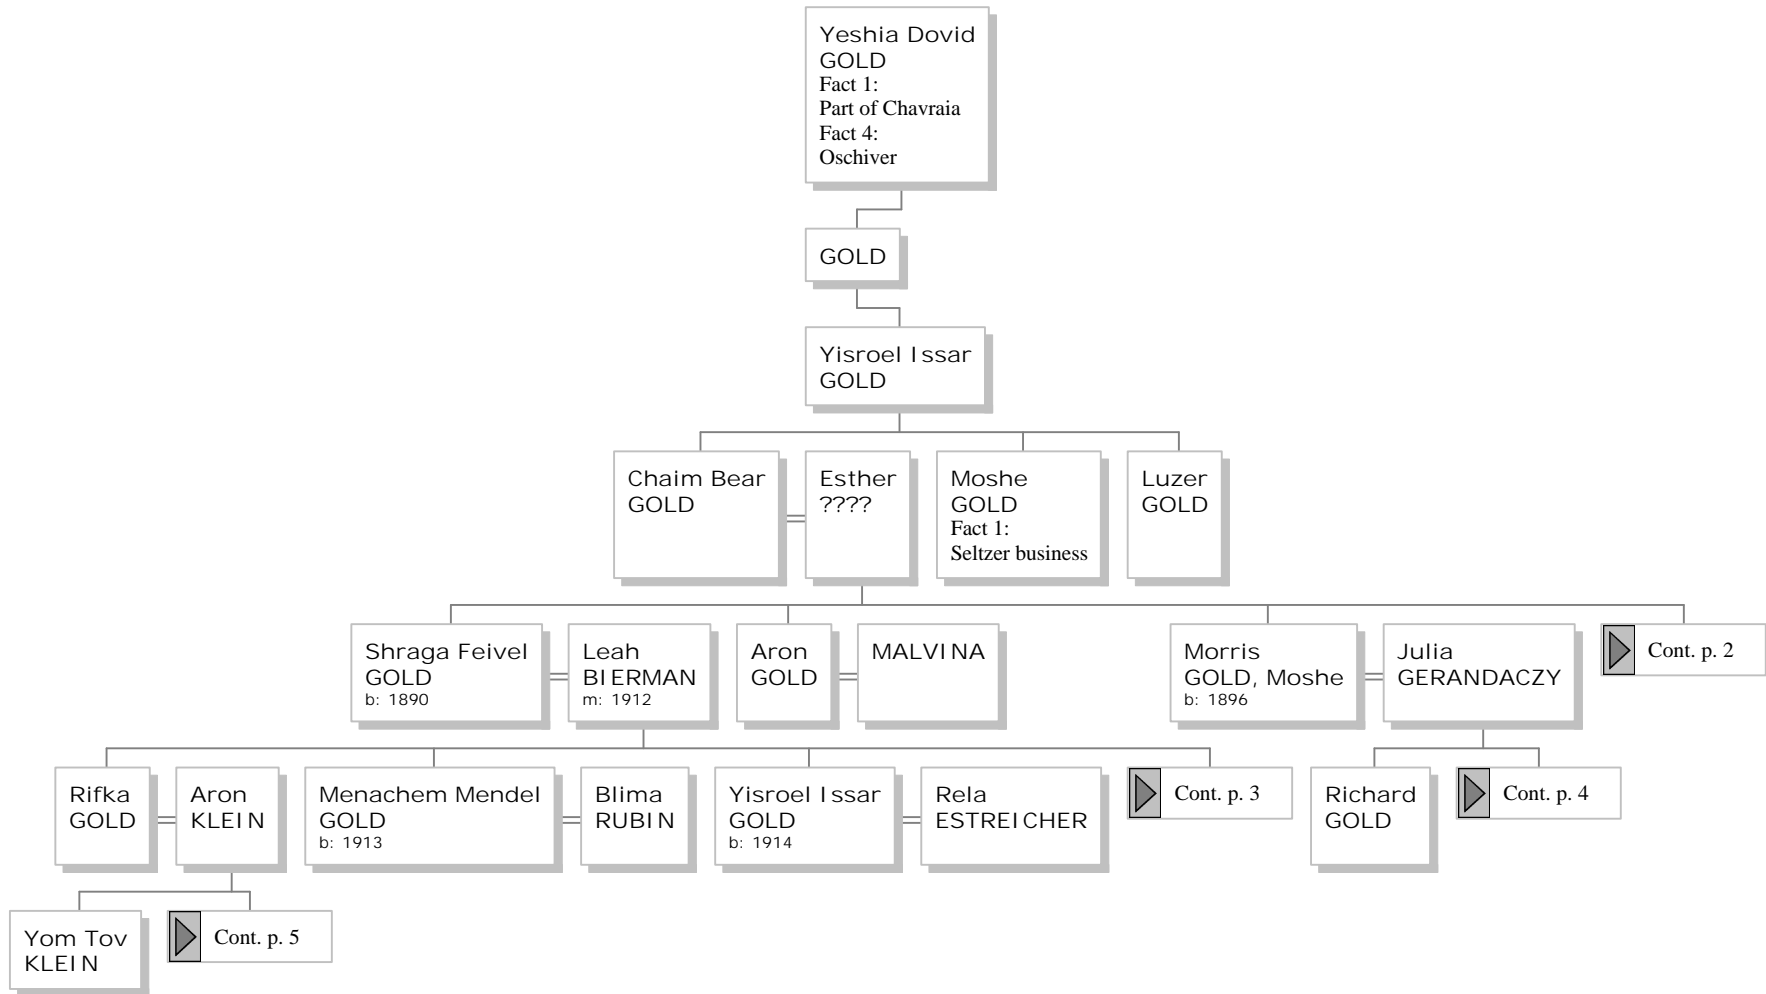 Yeshia Dovid
GOLD
Fact 1:
Part of Chavraia
Fact 4:
Oschiver
GOLD
Yisroel Issar
GOLD
Chaim Bear
GOLD
Esther
????
Moshe
GOLD
Fact 1:
Seltzer business
Luzer
GOLD
Shraga Feivel
GOLD
b: 1890
Leah
BIERMAN
m: 1912
Aron
GOLD
MALVINA
Morris
GOLD, Moshe
b: 1896
Julia
GERANDACZY
Cont. p. 2
Rifka
GOLD
Aron
KLEIN
Menachem Mendel
GOLD
b: 1913
Blima
RUBIN
Yisroel Issar
GOLD
b: 1914
Rela
ESTREICHER
Cont. p. 3
Richard
GOLD
Cont. p. 4
Yom Tov
KLEIN
Cont. p. 5